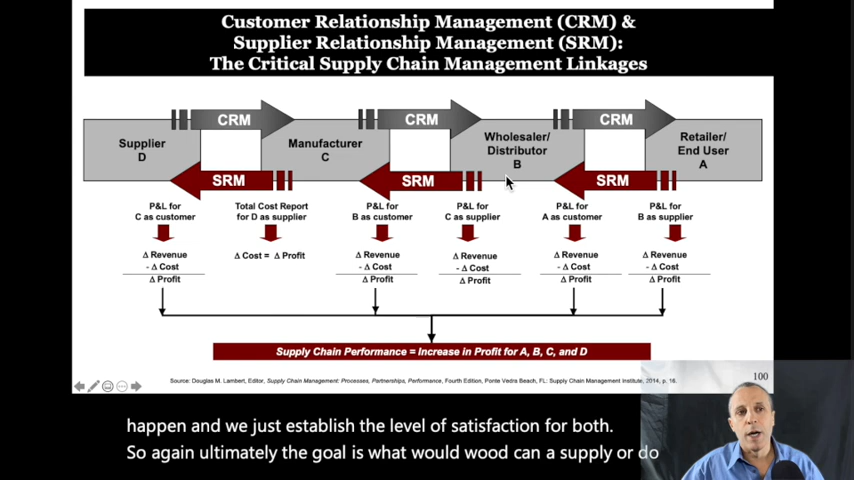 Customer Relationship Management (CRM) &
Supplier Relationship Management (SRM):
The Critical Supply Chain Management Linkages
CRM
CRM
CRM
Supplier
D
Manufacturer
C
Wholesaler/
Distributor
B
Retailer/
End User
A
SRM
SRM
SRM
P&L for
C as customer
Total Cost Report
for D as supplier
P&L for
B as customer
P&L for
C as supplier
P&L for
A as customer
P&L for
B as supplier
Δ Revenue
- Δ Cost
Δ Profit
Δ Cost = Δ Profit
Δ Revenue
- Δ Cost
Δ Profit
Δ Revenue
- Δ Cost
Δ Profit
Δ Revenue
- Δ Cost
Δ Profit
Δ Revenue
- Δ Cost
Δ Profit
Supply Chain Performance = Increase in Profit for A, B, C, and D
Source: Douglas M. Lambert, Editor, Supply Chain Management: Processes, Partnerships, Performance, Fourth Edition, Ponte Vedra Beach, FL: Supply Chain Management Institute, 2014, p. 16.
100
happen and we just establish the level of satisfaction for both.
So again ultimately the goal is what would wood can a supply or do